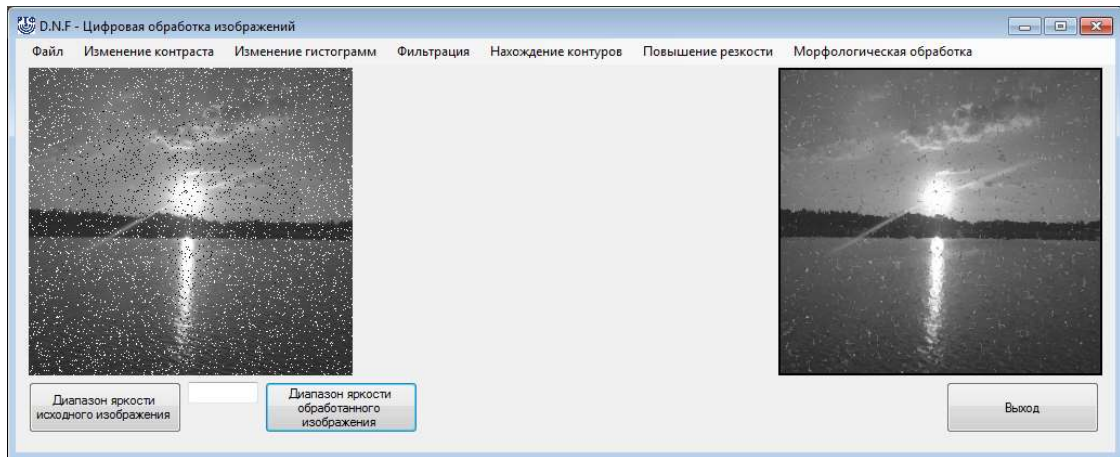 РТФ
D.N.F - Цифровая обработка изображений
Файл Изменение контраста Изменение гистограмм Фильтрация Нахождение контуров Повышение резкости Морфологическая обработка
Диапазон яркости
исходного изображения
Диапазон яркости
обработанного
изображения
Выход